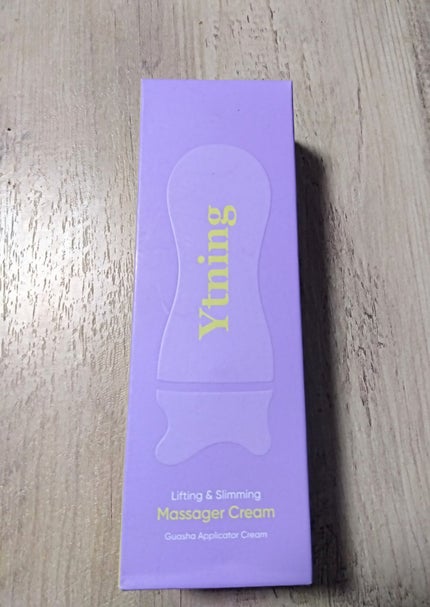 Ytning
Lifting & Slimming
Massager Cream
Guasha Applicator Cream